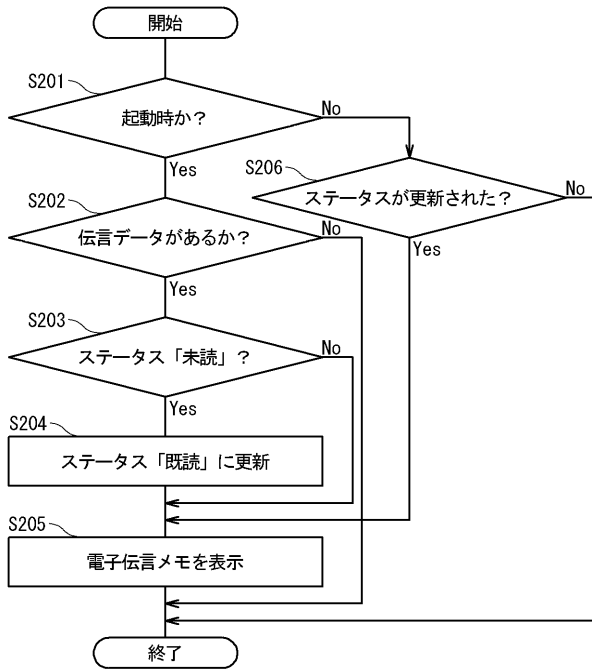 開始
S201
起動時か？
No
Yes
S206
ステータスが更新された？
No
Yes
S202
伝言データがあるか？
No
Yes
S203
ステータス「未読」？
No
Yes
S204
ステータス「既読」に更新
S205
電子伝言メモを表示
終了